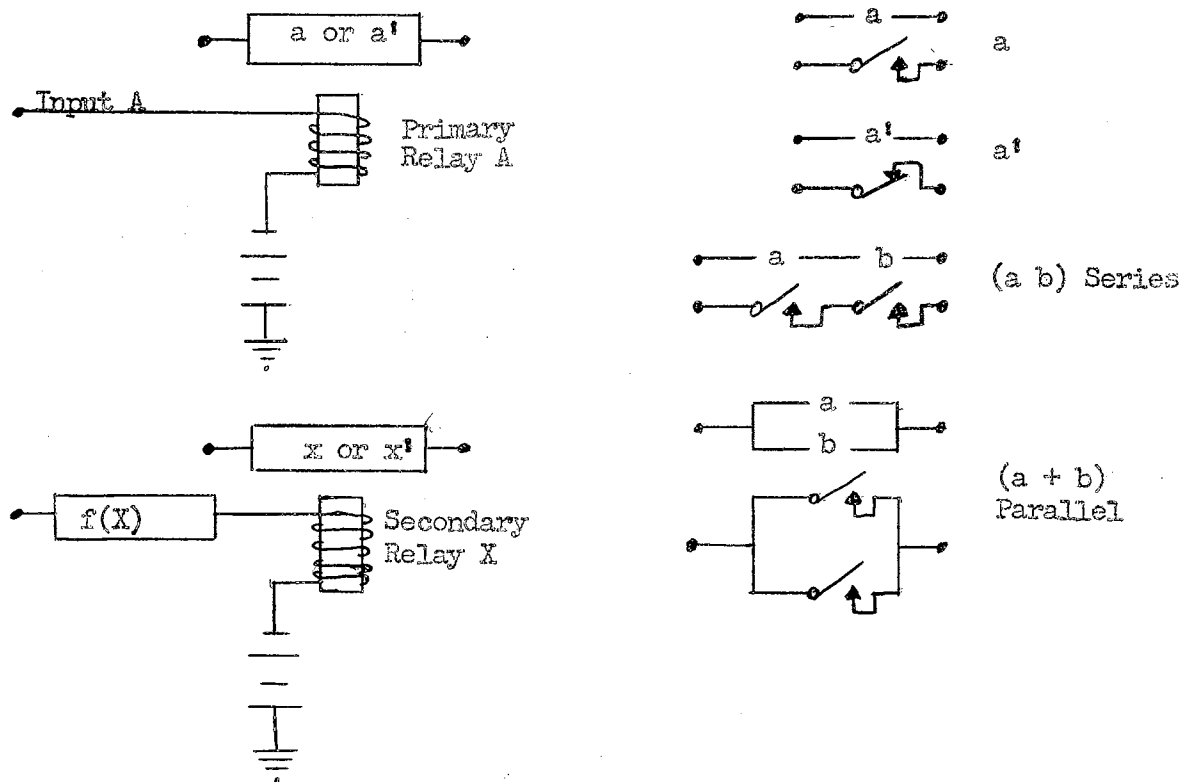 a or a'
Input A
Primary
Relay A
x or x'
f(X)
Secondary
Relay X
a
a
a'
a'
a b
(a b) Series
a
b
(a + b)
Parallel